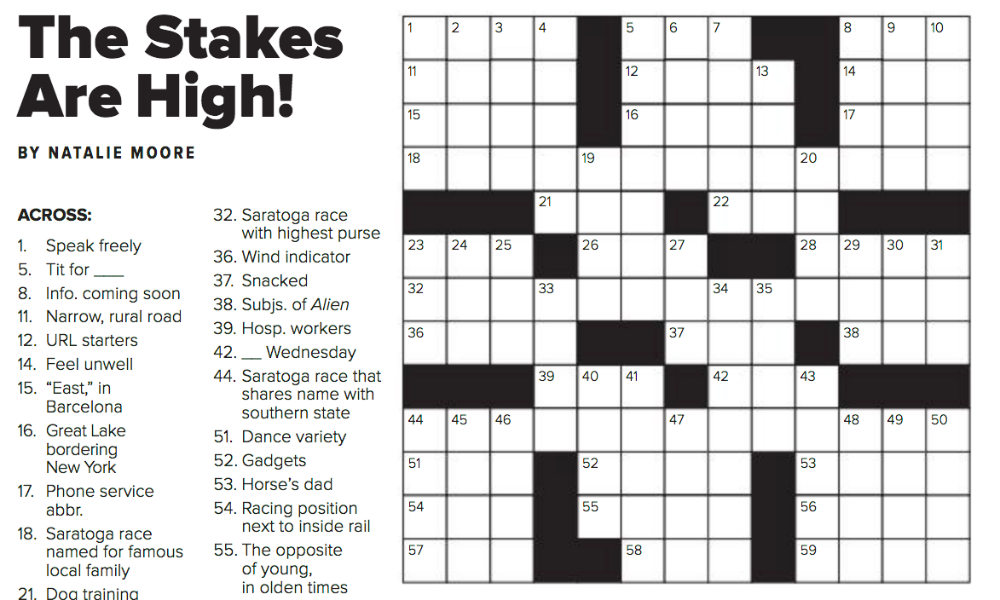 The Stakes
Are High!
BY NATALIE MOORE
ACROSS:
1. Speak freely
5. Tit for ___
8. Info. coming soon
11. Narrow, rural road
12. URL starters
14. Feel unwell
15. “East,” in
Barcelona
16. Great Lake
bordering
New York
17. Phone service
abbr.
18. Saratoga race
named for famous
local family
21. Dog training
32. Saratoga race
with highest purse
36. Wind indicator
37. Snacked
38. Subjs. of Alien
39. Hosp. workers
42. __ Wednesday
44. Saratoga race that
shares name with
southern state
51. Dance variety
52. Gadgets
53. Horse’s dad
54. Racing position
next to inside rail
55. The opposite
of young,
in olden times
1 2 3 4 5 6 7 8 9 10
11 12 13 14
15 16 17
18 19 20
21 22
23 24 25 26 27 28 29 30 31
32 33 34 35
36 37 38
39 40 41 42 43
44 45 46 47 48 49 50
51 52 53
54 55 56
57 58 59